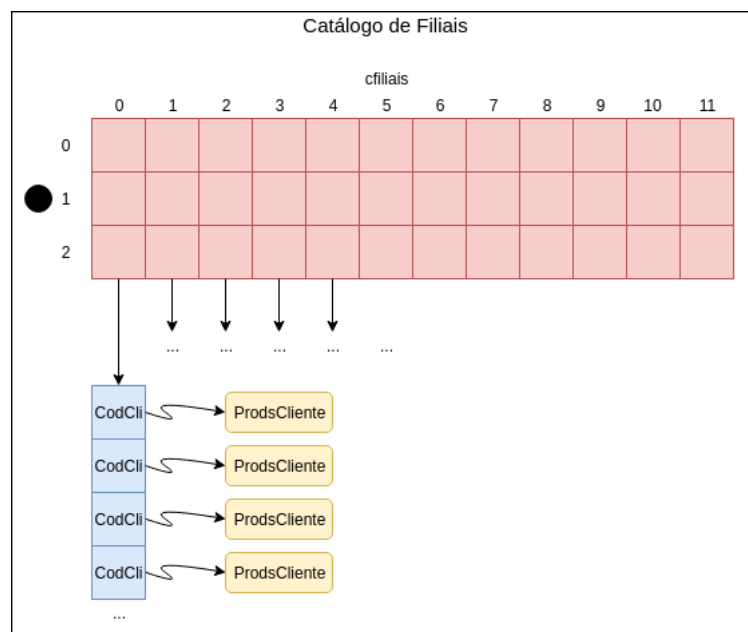 Catálogo de Filiais
cfiliais
0 1 2 3 4 5 6 7 8 9 10 11
0
1
2
... ... ... ... ...
CodCli ProdsCliente
CodCli ProdsCliente
CodCli ProdsCliente
CodCli ProdsCliente
...